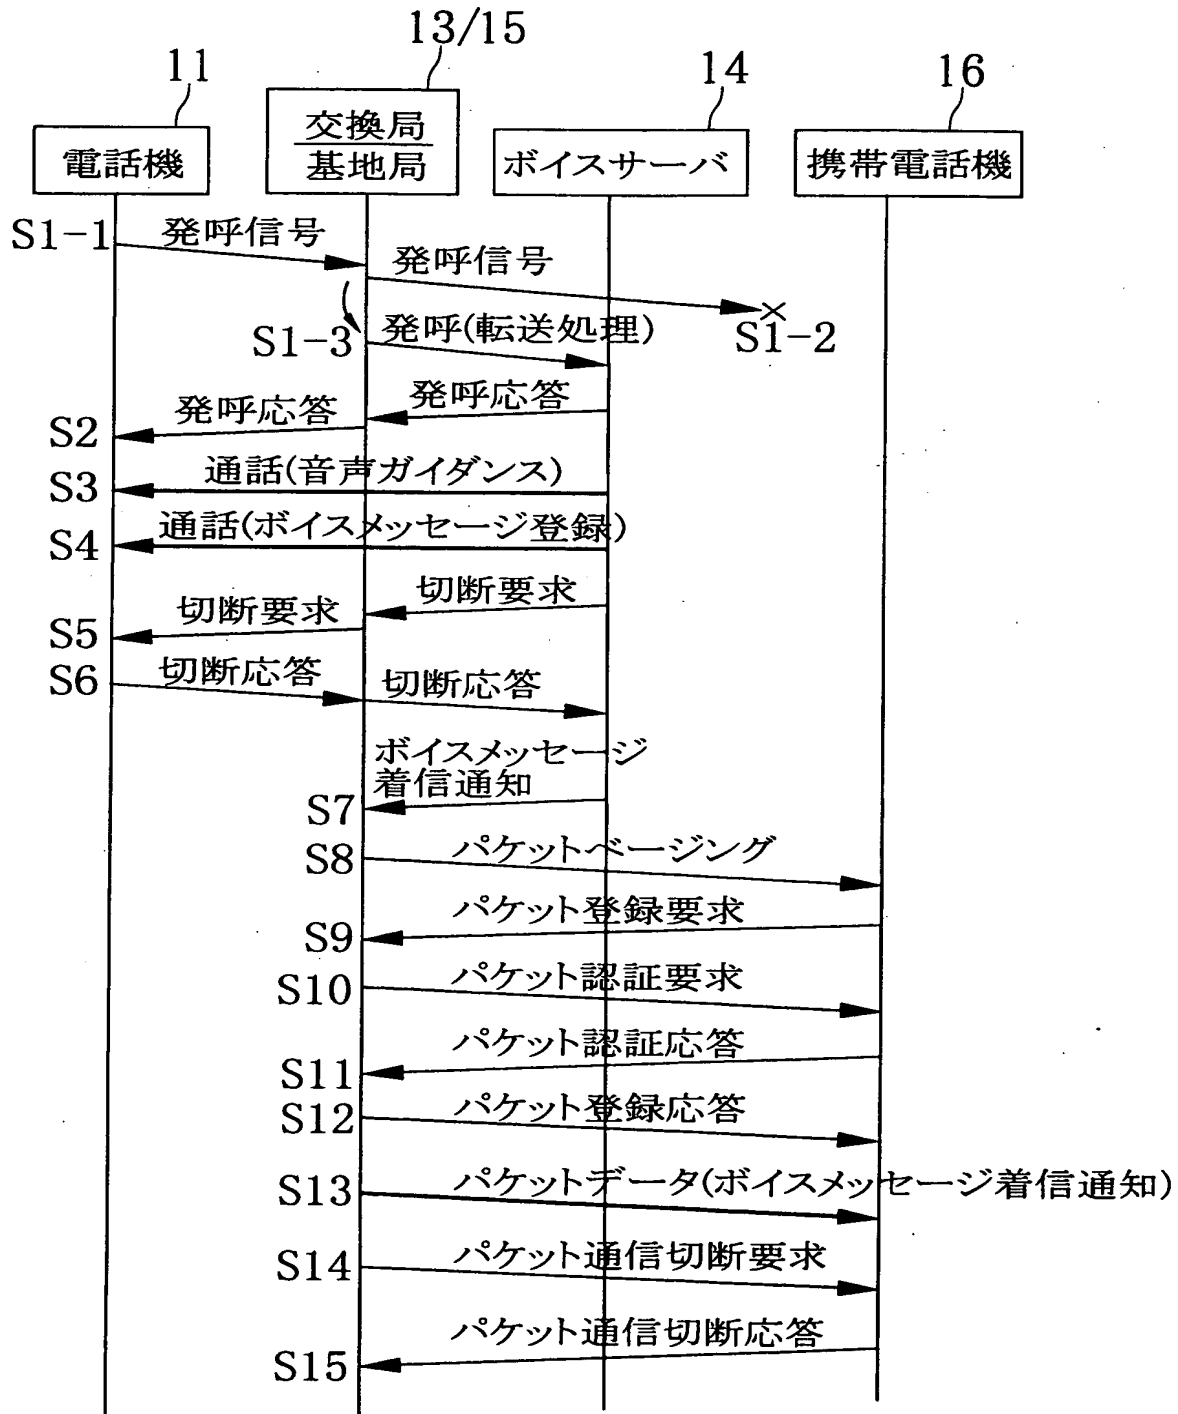 13/15
11
14
16
交換局
基地局
電話機
ボイスサーバ
携帯電話機
S1-1
発呼信号
発呼信号
S1-2
S1-3
発呼(転送処理)
発呼応答
発呼応答
S2
通話(音声ガイダンス)
S3
通話(ボイスメッセージ登録)
S4
切断要求
切断要求
S5
切断応答
S6
切断応答
ボイスメッセージ
着信通知
S7
パケットページング
S8
パケット登録要求
S9
パケット認証要求
S10
パケット認証応答
S11
パケット登録応答
S12
パケットデータ(ボイスメッセージ着信通知)
S13
パケット通信切断要求
S14
パケット通信切断応答
S15